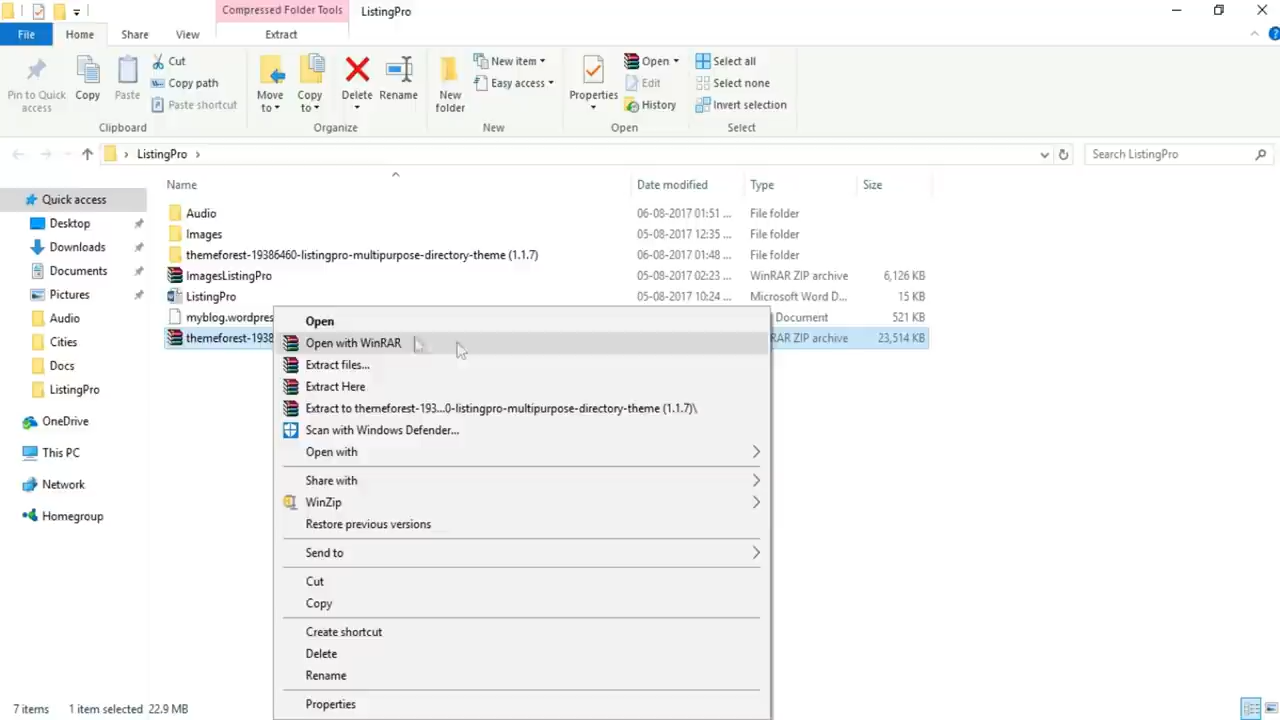 Compressed Folder Tools
ListingPro
File
Home
Share
View
Extract
Pin to Quick access
Copy
Paste
Cut
Copy path
Paste shortcut
Clipboard
Move to
Copy to
Delete
Rename
Organize
New folder
New item
Easy access
New
Properties
Open
Edit
History
Open
Select all
Select none
Invert selection
Select
ListingPro
Search ListingPro
Name
Date modified
Type
Size
Quick access
Desktop
Downloads
Documents
Pictures
Audio
Cities
Docs
ListingPro
OneDrive
This PC
Network
Homegroup
Audio 06-08-2017 01:51 ... File folder
Images 05-08-2017 12:35 ... File folder
themeforest-19386460-listingpro-multipurpose-directory-theme (1.1.7) 06-08-2017 01:48 ... File folder
ImagesListingPro 05-08-2017 02:23 ... WinRAR ZIP archive 6,126 KB
ListingPro 05-08-2017 10:24 ... Microsoft Word D... 15 KB
myblog.wordpres Document 521 KB
themeforest-1938 RAR ZIP archive 23,514 KB
Open
Open with WinRAR
Extract files...
Extract Here
Extract to themeforest-193...0-listingpro-multipurpose-directory-theme (1.1.7)\
Scan with Windows Defender...
Open with
Share with
WinZip
Restore previous versions
Send to
Cut
Copy
Create shortcut
Delete
Rename
Properties
7 items 1 item selected 22.9 MB